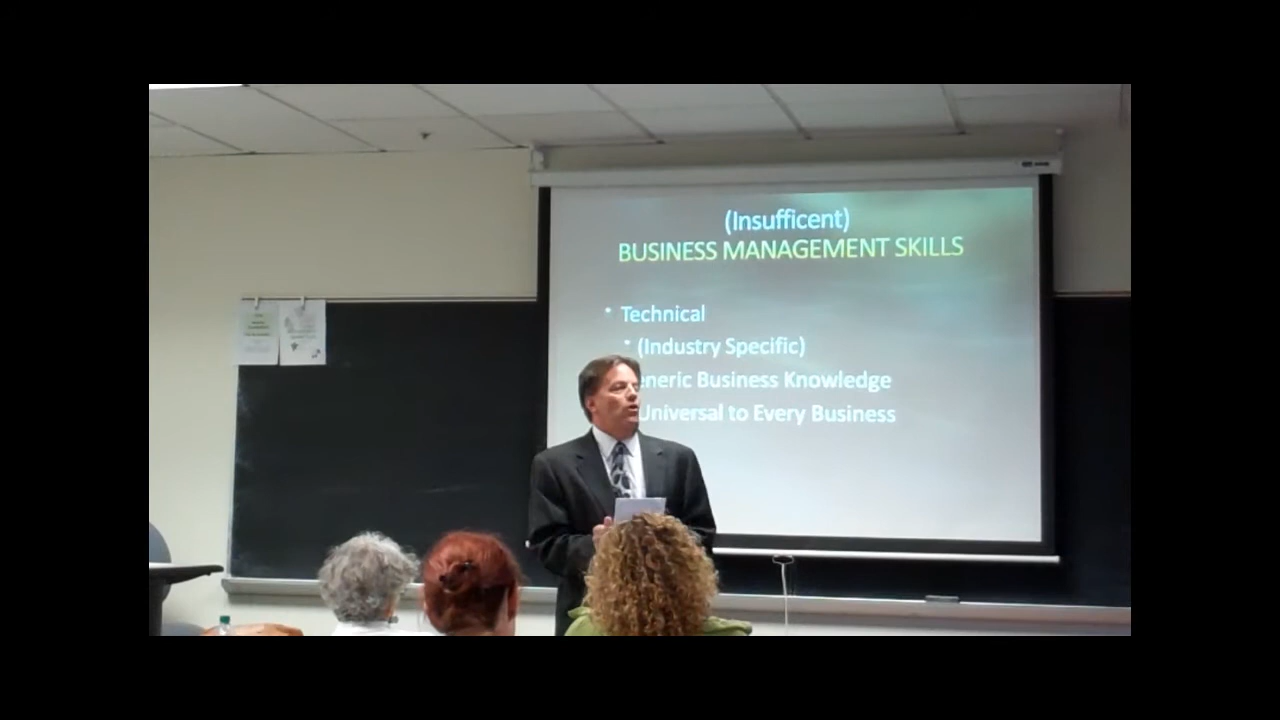 (Insufficent)
BUSINESS MANAGEMENT SKILLS
• Technical
• (Industry Specific)
eneric Business Knowledge
Universal to Every Business